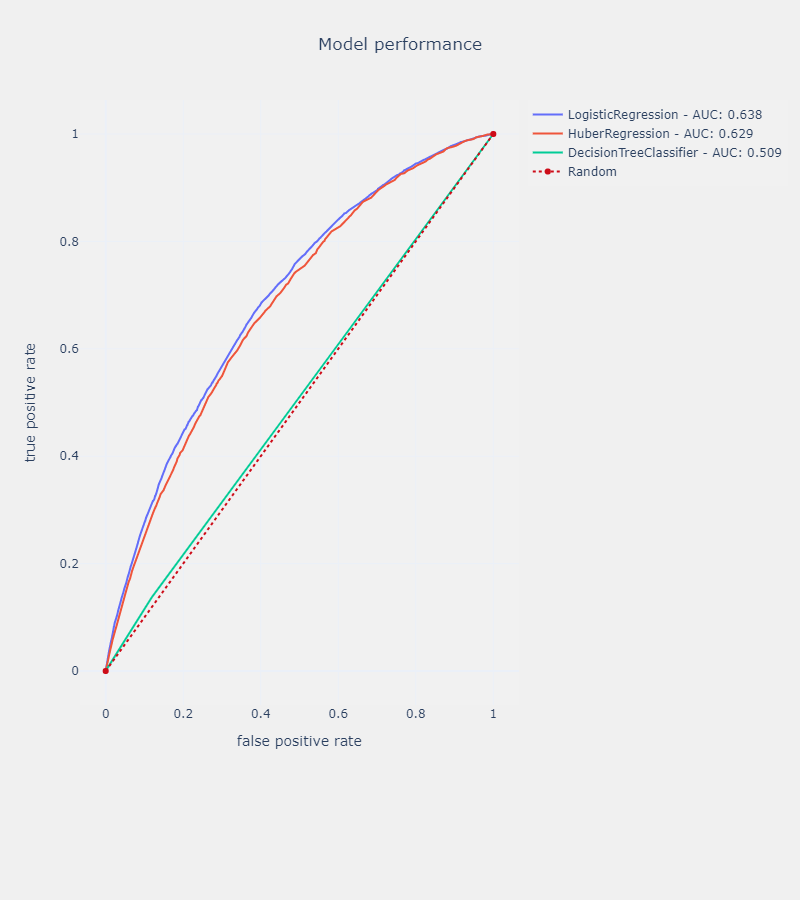 Model performance
LogisticRegression - AUC: 0.638
HuberRegression - AUC: 0.629
DecisionTreeClassifier - AUC: 0.509
Random
true positive rate
1
0.8
0.6
0.4
0.2
0
0 0.2 0.4 0.6 0.8 1
false positive rate